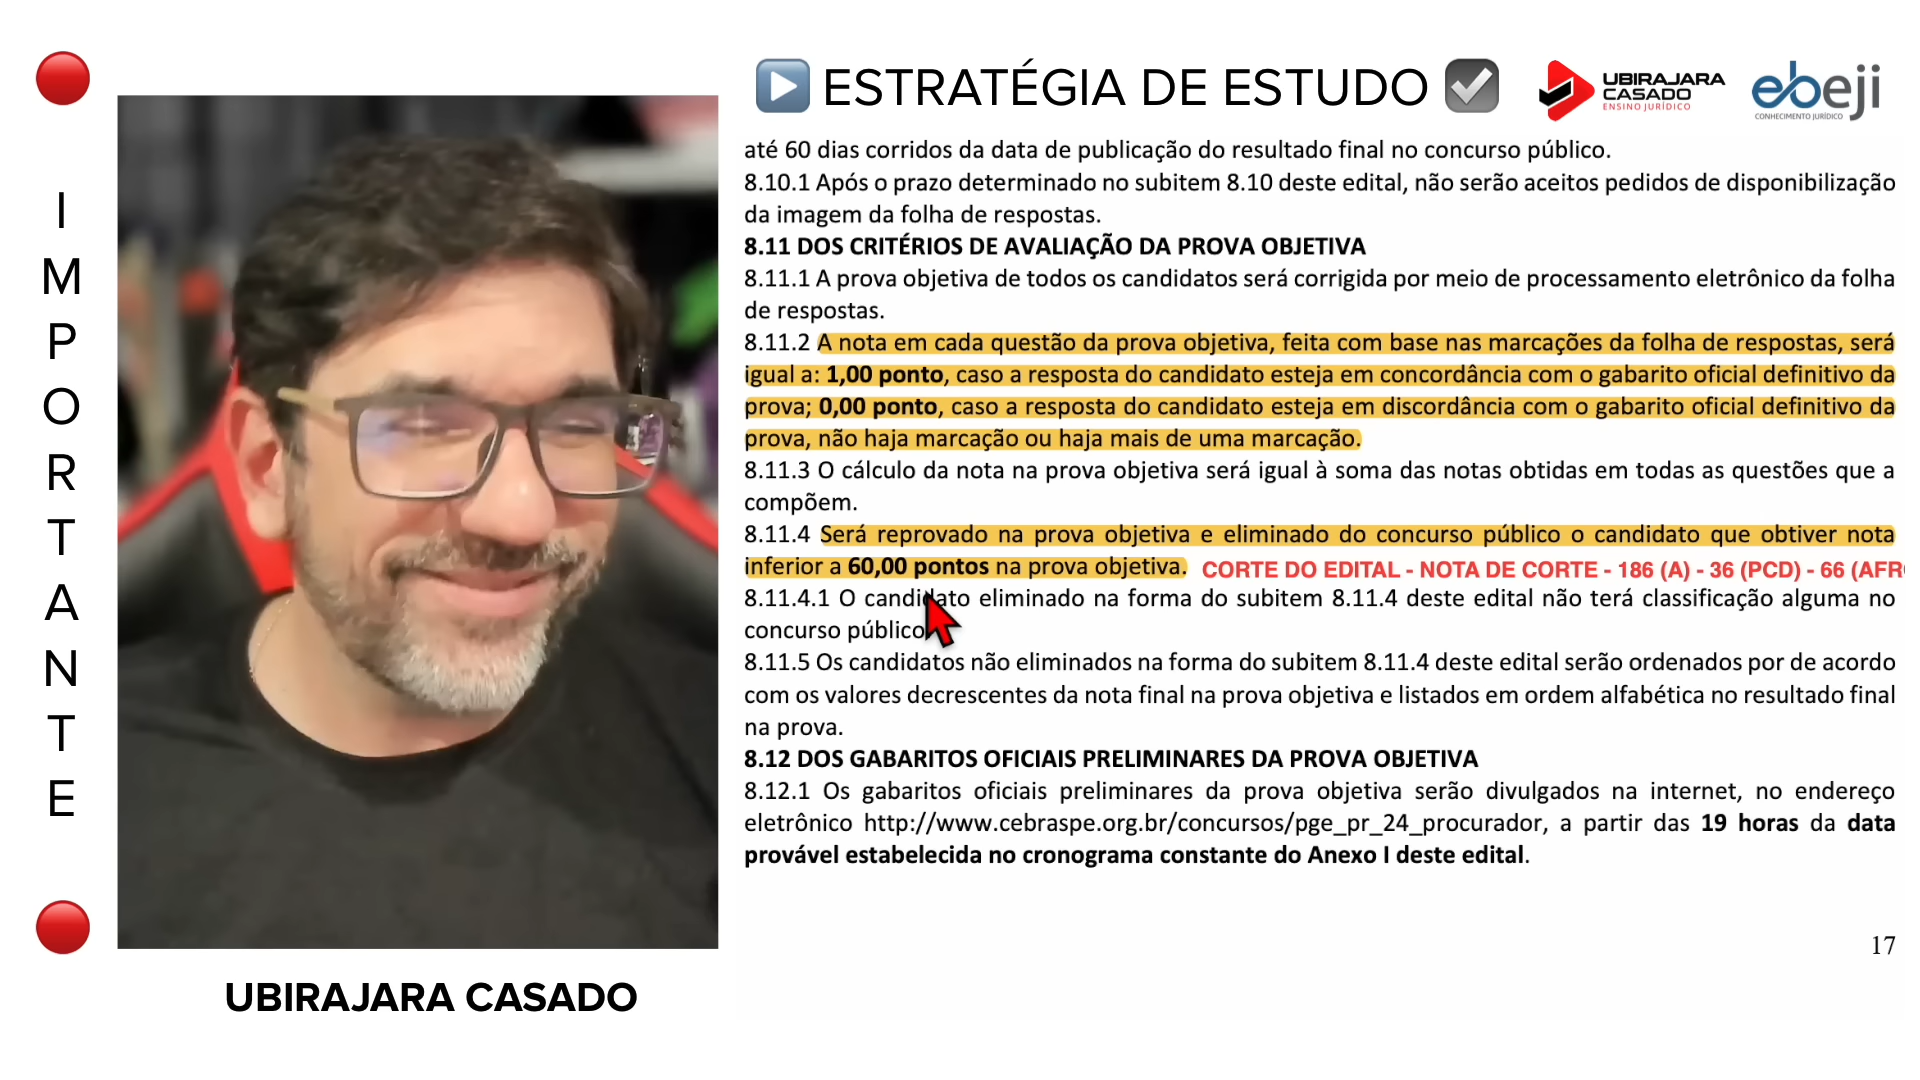 ESTRATÉGIA DE ESTUDO
UBIRAJARA
CASADO
ENSINO JURÍDICO
ebeji
CONHECIMENTO JURÍDICO
IMPORTANTE
até 60 dias corridos da data de publicação do resultado final no concurso público.
8.10.1 Após o prazo determinado no subitem 8.10 deste edital, não serão aceitos pedidos de disponibilização
da imagem da folha de respostas.
8.11 DOS CRITÉRIOS DE AVALIAÇÃO DA PROVA OBJETIVA
8.11.1 A prova objetiva de todos os candidatos será corrigida por meio de processamento eletrônico da folha
de respostas.
8.11.2 A nota em cada questão da prova objetiva, feita com base nas marcações da folha de respostas, será
igual a: 1,00 ponto, caso a resposta do candidato esteja em concordância com o gabarito oficial definitivo da
prova; 0,00 ponto, caso a resposta do candidato esteja em discordância com o gabarito oficial definitivo da
prova, não haja marcação ou haja mais de uma marcação.
8.11.3 O cálculo da nota na prova objetiva será igual à soma das notas obtidas em todas as questões que a
compõem.
8.11.4 Será reprovado na prova objetiva e eliminado do concurso público o candidato que obtiver nota
inferior a 60,00 pontos na prova objetiva. CORTE DO EDITAL - NOTA DE CORTE - 186 (A) - 36 (PCD) - 66 (AFR
8.11.4.1 O candidato eliminado na forma do subitem 8.11.4 deste edital não terá classificação alguma no
concurso público
8.11.5 Os candidatos não eliminados na forma do subitem 8.11.4 deste edital serão ordenados por de acordo
com os valores decrescentes da nota final na prova objetiva e listados em ordem alfabética no resultado final
na prova.
8.12 DOS GABARITOS OFICIAIS PRELIMINARES DA PROVA OBJETIVA
8.12.1 Os gabaritos oficiais preliminares da prova objetiva serão divulgados na internet, no endereço
eletrônico http://www.cebraspe.org.br/concursos/pge_pr_24_procurador, a partir das 19 horas da data
provável estabelecida no cronograma constante do Anexo I deste edital.
17
UBIRAJARA CASADO